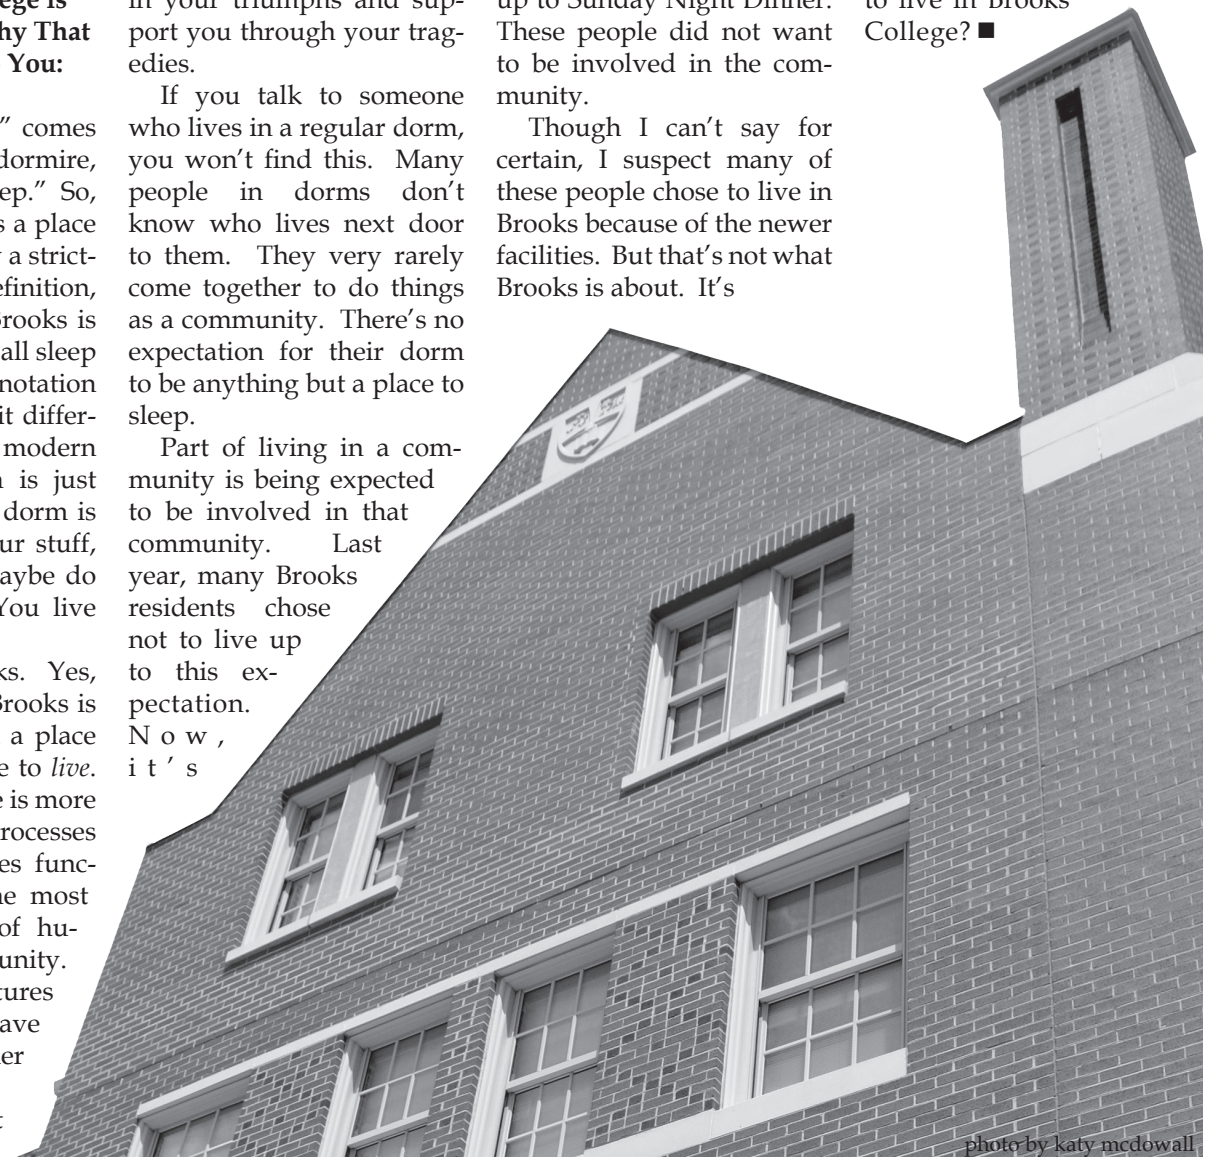 ege is
hy That
You:
” comes
dormire,
ep.” So,
s a place
a strict-
efinition,
Brooks is
all sleep
notation
it differ-
modern
is just
dorm is
ur stuff,
aybe do
You live
ks. Yes,
Brooks is
a place
e to live.
e is more
rocesses
es func-
ne most
of hu-
unity.
tures
ave
er
t
in your triumphs and sup-
port you through your trag-
edies.
If you talk to someone
who lives in a regular dorm,
you won’t find this. Many
people in dorms don’t
know who lives next door
to them. They very rarely
come together to do things
as a community. There’s no
expectation for their dorm
to be anything but a place to
sleep.
Part of living in a com-
munity is being expected
to be involved in that
community. Last
year, many Brooks
residents chose
not to live up
to this ex-
pectation.
Now,
it’s
up to Sunday Night Dinner.
These people did not want
to be involved in the com-
munity.
Though I can’t say for
certain, I suspect many of
these people chose to live in
Brooks because of the newer
facilities. But that’s not what
Brooks is about. It’s
to live in Brooks
College? ■
photo by katy mcdowall